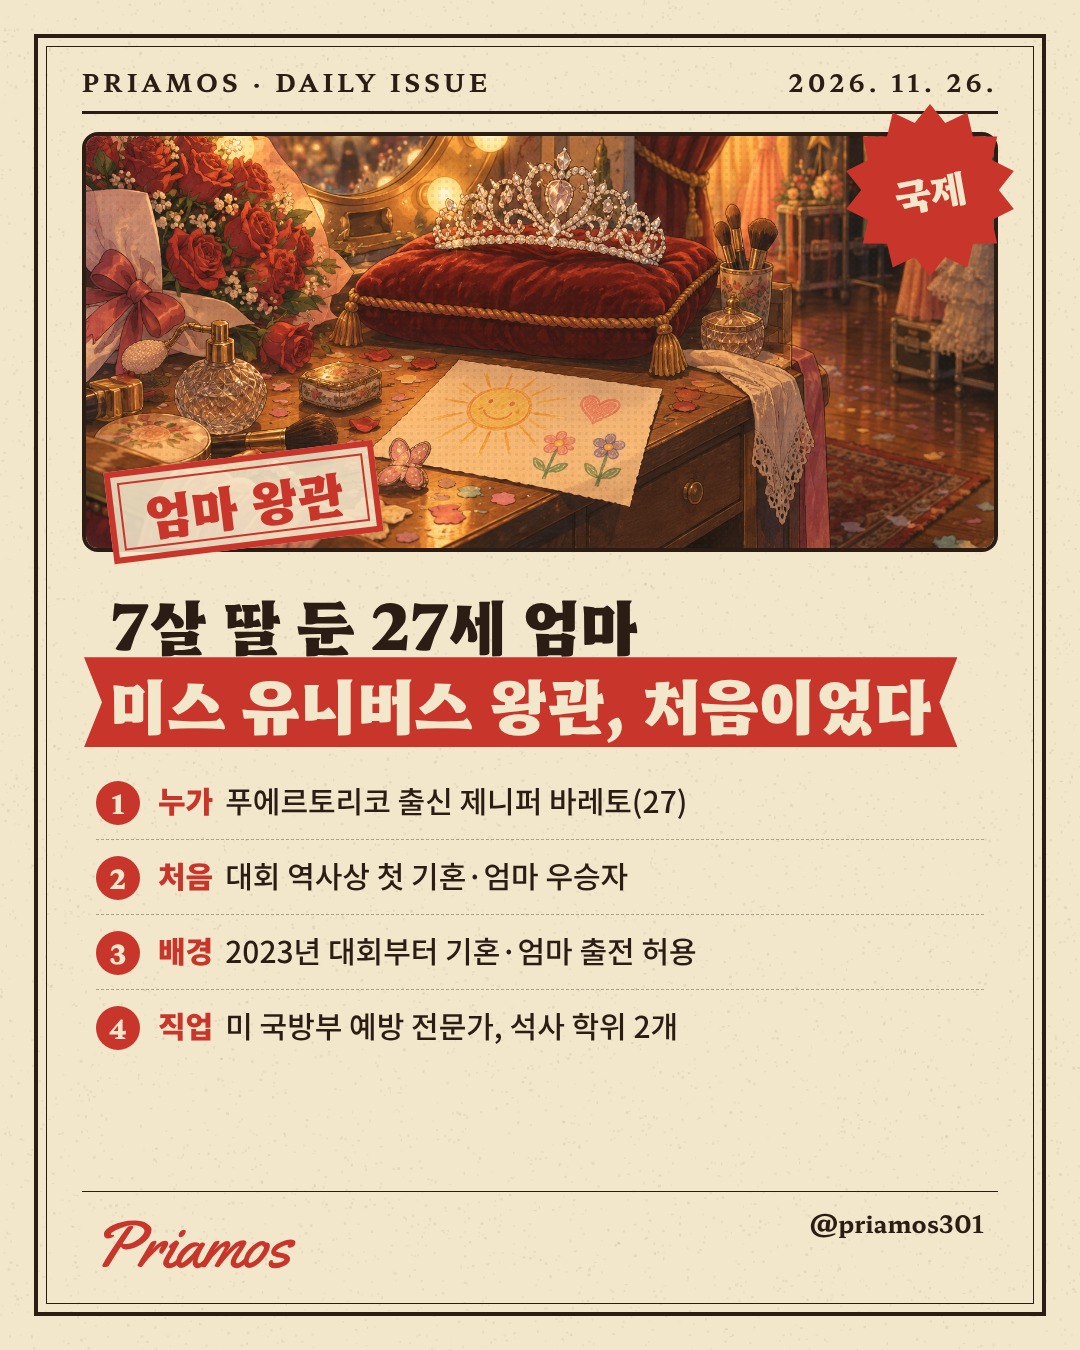 PRIAMOS · DAILY ISSUE
2026. 11. 26.
국제
엄마 왕관
7살 딸 둔 27세 엄마
미스 유니버스 왕관, 처음이었다
1 누가 푸에르토리코 출신 제니퍼 바레토(27)
2 처음 대회 역사상 첫 기혼·엄마 우승자
3 배경 2023년 대회부터 기혼·엄마 출전 허용
4 직업 미 국방부 예방 전문가, 석사 학위 2개
Priamos
@priamos301